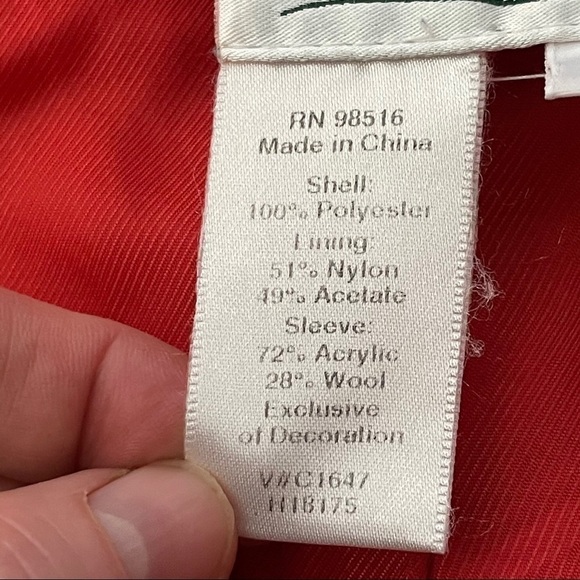 RN 98516
Made in China
Shell:
100% Polyester
Lining:
51% Nylon
49% Acetate
Sleeve:
72% Acrylic
28% Wool
Exclusive
of Decoration
V#C1647